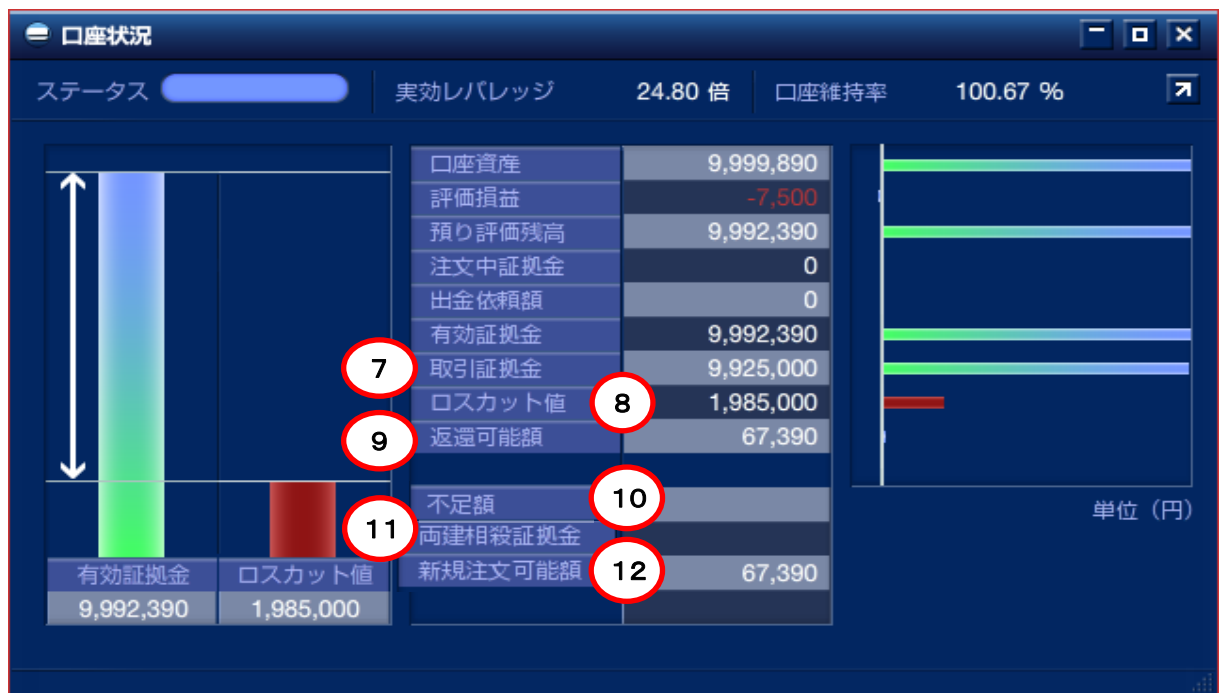 口座状況
ステータス 実効レバレッジ 24.80 倍 口座維持率 100.67 %
口座資産 9,999,890
評価損益 -7,500
預り評価残高 9,992,390
注文中証拠金 0
出金依頼額 0
有効証拠金 9,992,390
7 取引証拠金 9,925,000
ロスカット値 8 1,985,000
9 返還可能額 67,390
不足額 10
11 両建相殺証拠金
新規注文可能額 12 67,390
有効証拠金 ロスカット値
9,992,390 1,985,000
単位（円）